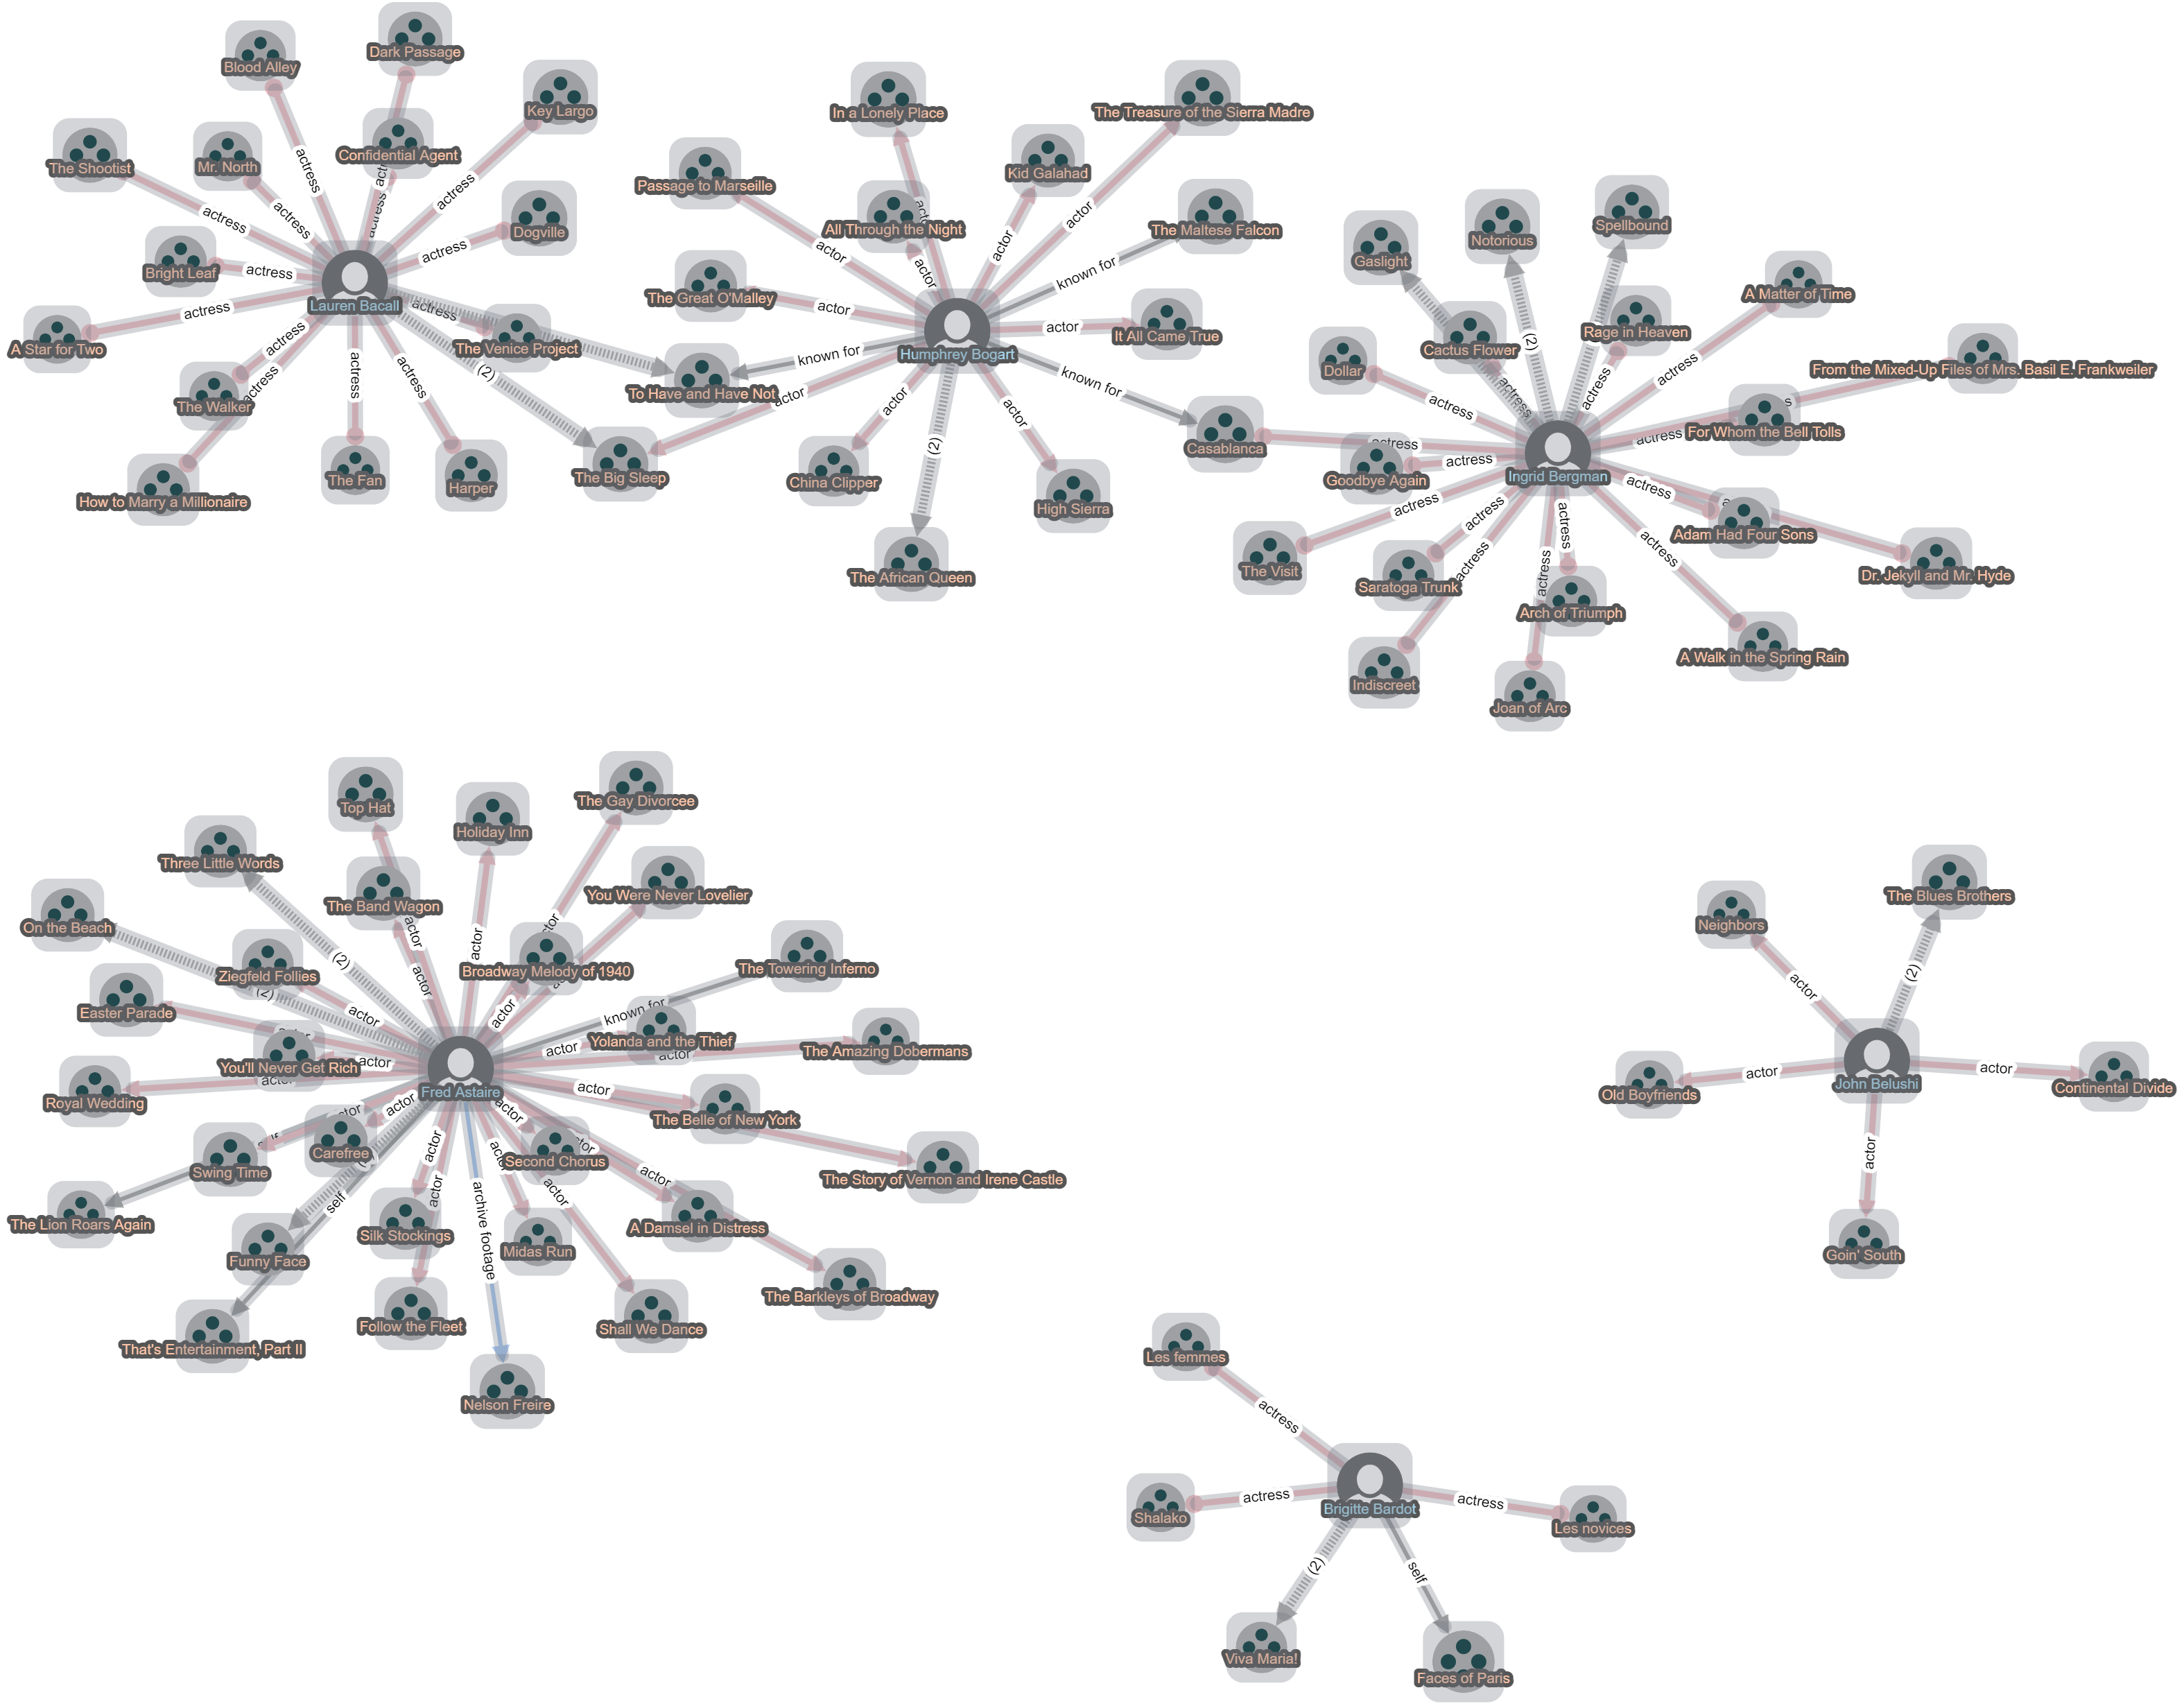 Dark Passage
Blood Alley
Key Largo
Confidential Agent
The Shootist
Mr. North
Dogville
Bright Leaf
Lauren Bacall
A Star for Two
The Venice Project
The Walker
How to Marry a Millionaire
The Fan
Harper
The Big Sleep
To Have and Have Not
actress
actress
actress
actress
actress
actress
actress
actress
actress
actress
actress
actress
actress
(2)
In a Lonely Place
The Treasure of the Sierra Madre
Kid Galahad
Passage to Marseille
All Through the Night
The Maltese Falcon
The Great O'Malley
It All Came True
Humphrey Bogart
China Clipper
High Sierra
The African Queen
Casablanca
actor
actor
actor
actor
actor
actor
actor
actor
actor
known for
known for
known for
(2)
Spellbound
Notorious
Gaslight
A Matter of Time
Rage in Heaven
Cactus Flower
Dollar
From the Mixed-Up Files of Mrs. Basil E. Frankweiler
For Whom the Bell Tolls
Ingrid Bergman
Goodbye Again
Adam Had Four Sons
The Visit
Saratoga Trunk
Dr. Jekyll and Mr. Hyde
Arch of Triumph
A Walk in the Spring Rain
Indiscreet
Joan of Arc
(2)
actress
actress
actress
actress
actress
actress
actress
actress
actress
actress
actress
actress
actress
actress
The Gay Divorcee
Top Hat
Holiday Inn
Three Little Words
You Were Never Lovelier
The Band Wagon
On the Beach
Ziegfeld Follies
Broadway Melody of 1940
The Towering Inferno
Easter Parade
Yolanda and the Thief
The Amazing Dobermans
You'll Never Get Rich
Fred Astaire
Royal Wedding
The Belle of New York
Carefree
Second Chorus
Swing Time
The Story of Vernon and Irene Castle
The Lion Roars Again
Silk Stockings
A Damsel in Distress
Midas Run
Funny Face
The Barkleys of Broadway
Follow the Fleet
Shall We Dance
That's Entertainment, Part II
Nelson Freire
(2)
(2)
actor
actor
actor
actor
actor
known for
actor
actor
actor
actor
actor
actor
actor
actor
actor
actor
self
archive footage
The Blues Brothers
Neighbors
(2)
actor
John Belushi
actor
actor
Old Boyfriends
Continental Divide
actor
Goin' South
Les femmes
actress
Brigitte Bardot
actress
actress
Shalako
Les novices
(2)
self
Viva Maria!
Faces of Paris